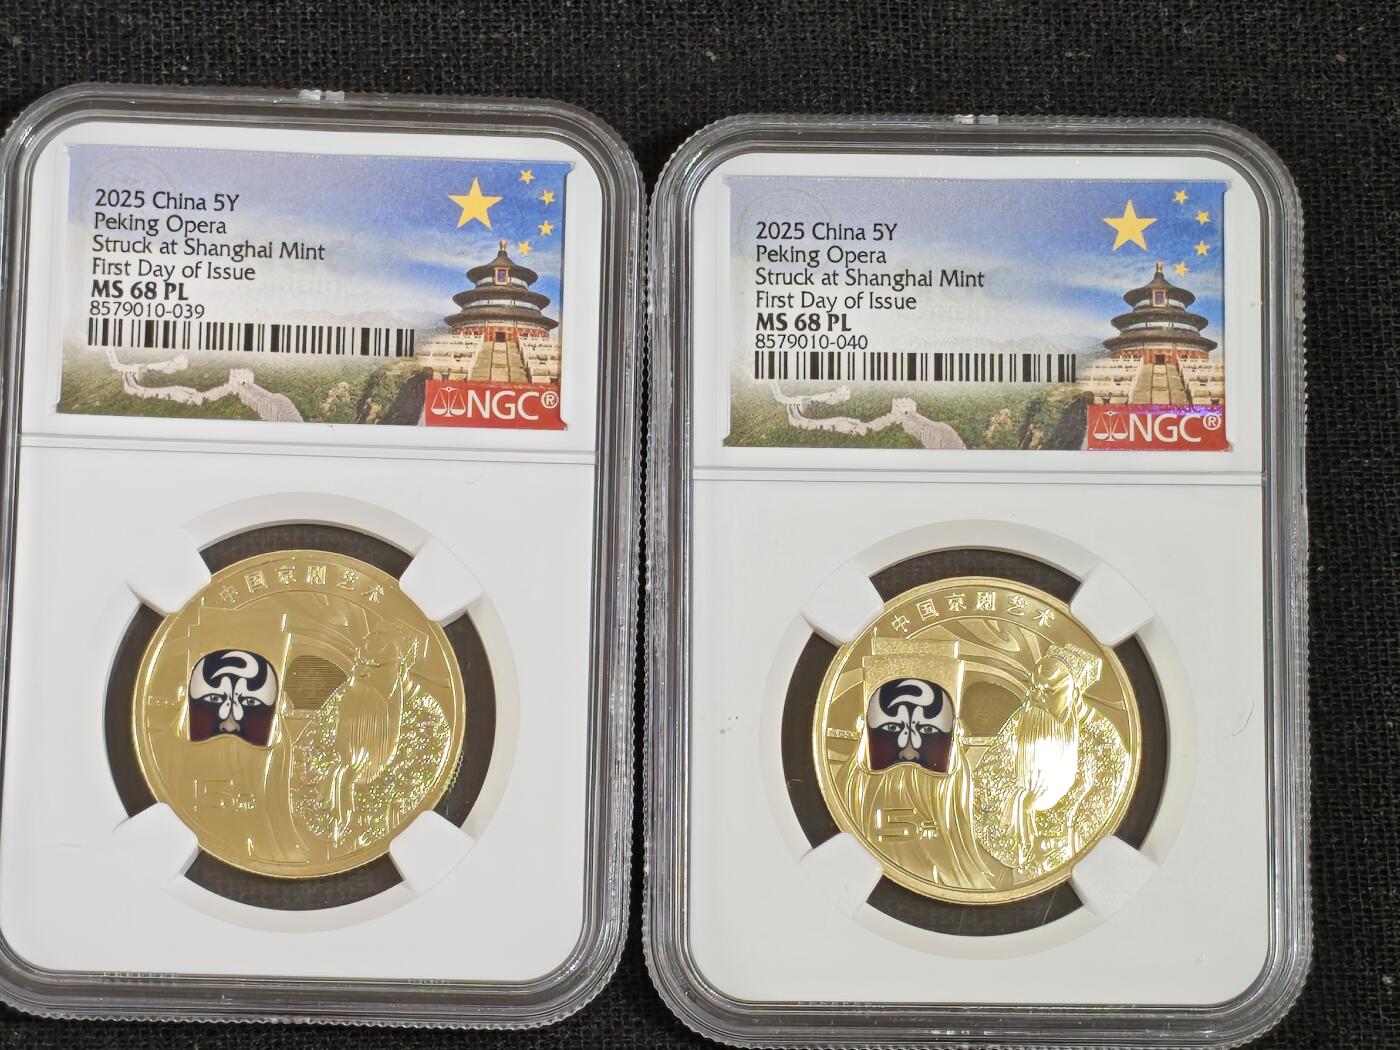 2025 China 5Y
Peking Opera
Struck at Shanghai Mint
First Day of Issue
MS 68 PL
8579010-039
NGC®
中国京剧艺术
5元
2025 China 5Y
Peking Opera
Struck at Shanghai Mint
First Day of Issue
MS 68 PL
8579010-040
NGC®
中国京剧艺术
5元